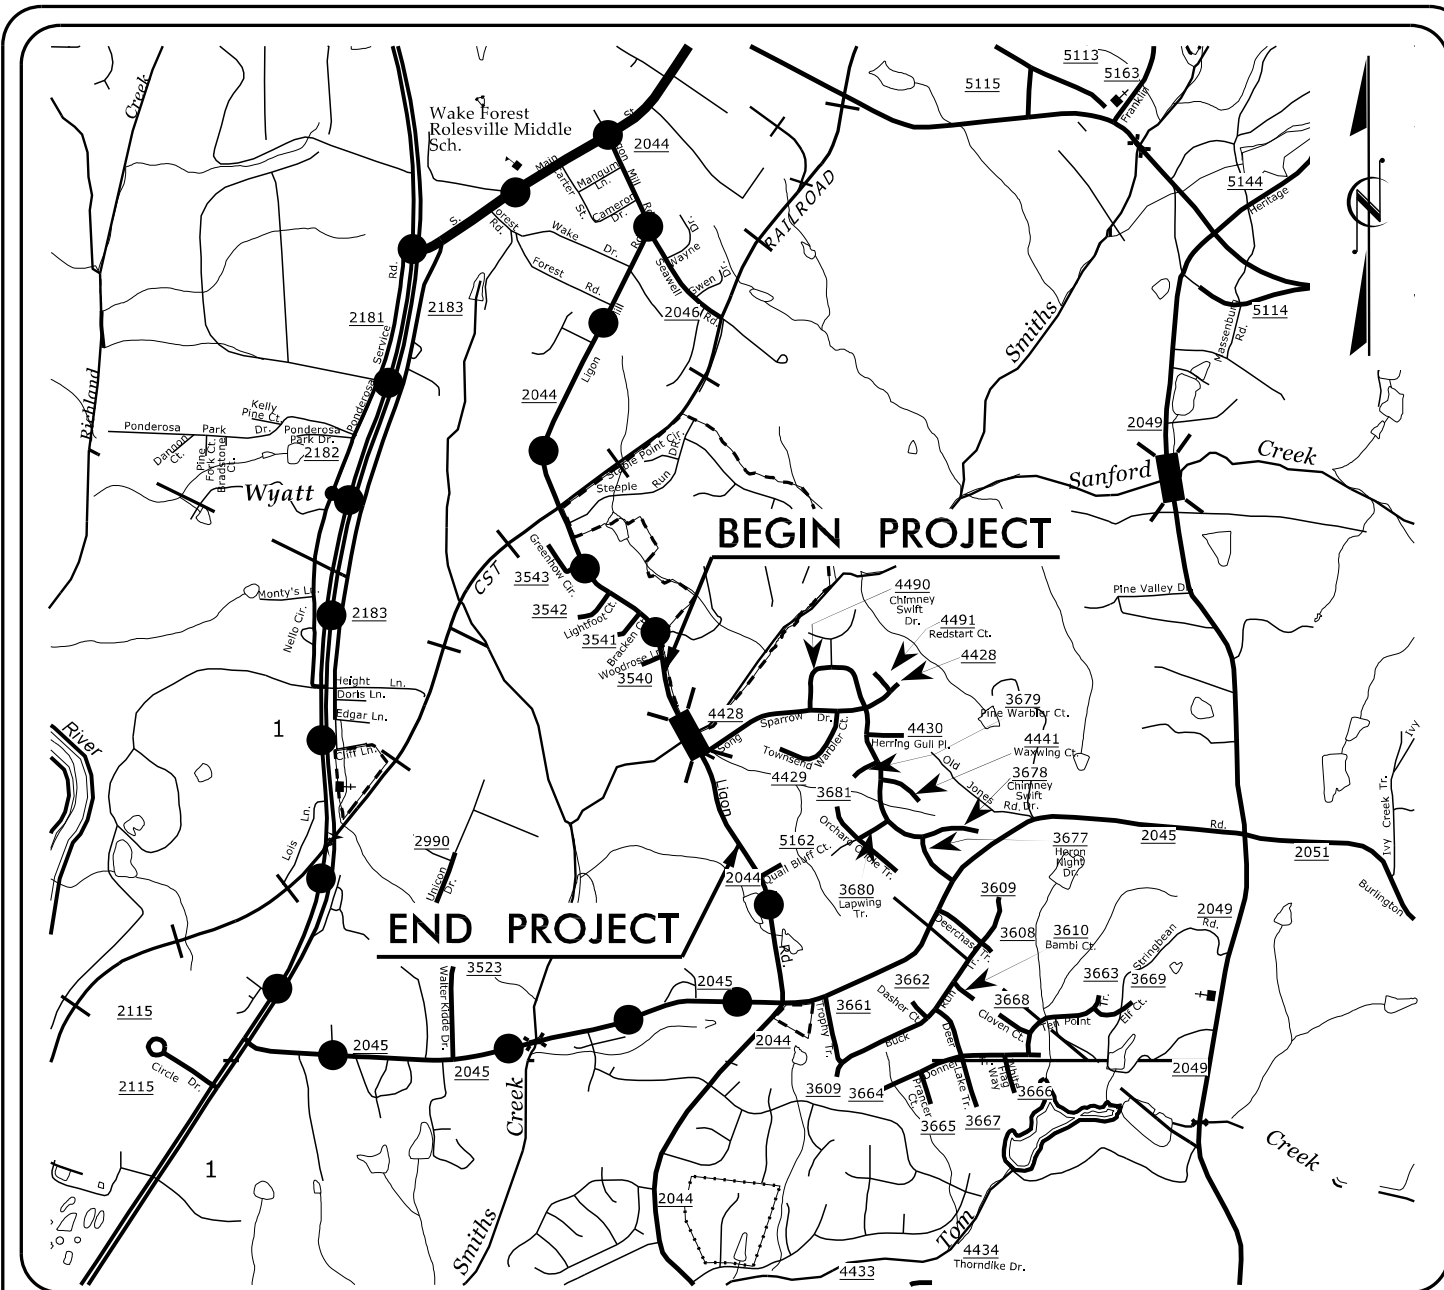 Creek
Wake Forest
Rolesville Middle
Sch.
2044
5113
5163
5115
Franklin
5144
Heritage
5114
Massenburg
Rd.
Main
St.
S.
Carter
St.
Mangum
Ln.
Cameron
Dr.
Mill
Forest
Rd.
Wake
Dr.
Forest
Rd.
Seawell
Wayne
Dr.
Gwen
Dr.
Rd.
2046
RAILROAD
Smiths
2181
2183
Rd.
Service
Ponderosa
Richland
Kelly
Pine Ct.
Ponderosa
Park
Dr.
Ponderosa
Park Dr.
2182
Dannon
Ct.
Pine
Fork Ct.
Bradstone
Ct.
Wyatt
Ligon
2044
Staple Point Cir.
Steeple
Run
DR.
2049
Sanford
Creek
BEGIN PROJECT
Greenhow Cir.
3543
3542
Lightfoot Ct.
3541
Bracken Ct.
Woodrose Ln.
3540
CST
Monty's Ln.
Nello Cir.
2183
Height Ln.
Doris Ln.
Edgar Ln.
Cliff Ln.
1
River
Lois
Ln.
4490
Chimney
Swift
Dr.
4491
Redstart Ct.
4428
3679
Pine Warbler Ct.
4428
Song
Sparrow
Dr.
Townsend
Warbler Ct.
4430
Herring Gull Pl.
4441
Waxwing Ct.
4429
3681
Old
Jones
Rd.
3678
Chimney
Swift
Dr.
Pine Valley Dr.
Ligon
Orchard Oriole Tr.
5162
Quail Bluff Ct.
2044
3680
Lapwing
Tr.
3677
Heron
Night
Dr.
2045
Rd.
2051
Ivy Creek Tr.
Ivy
Burlington
2990
Unicon
Dr.
END PROJECT
3609
3608
Deerchase
Tr.
3610
Bambi Ct.
2049
Rd.
Stringbean
3523
Walter Kidde Dr.
2045
Rd.
3662
Dasher Ct.
Run
3661
Trophy
Tr.
3668
Cloven Ct.
Ten Point
Tr.
3663
3669
Elf Ct.
2115
2115
Circle Dr.
2045
2045
2044
Buck
Deer
Lake Tr.
Donner
3609
3664
Prancer
Ct.
3665
3667
White
Flag
Way
3666
2049
Creek
Creek
1
Smiths
2044
Tom
4433
4434
Thorndike Dr.